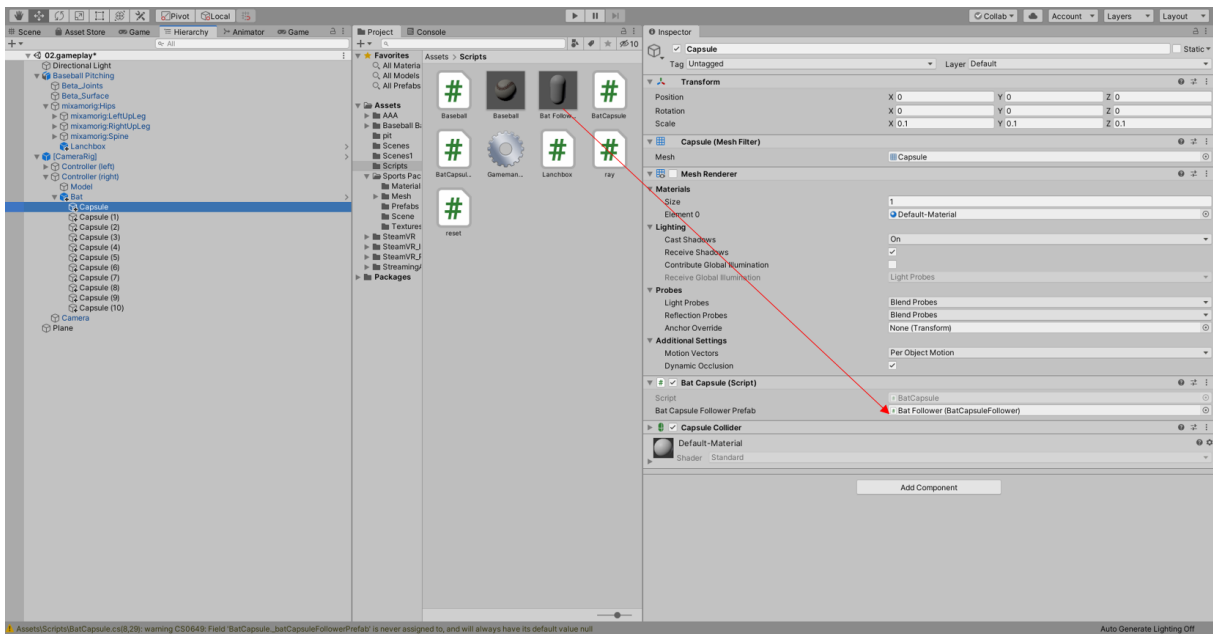 Pivot Local
Collab Account Layers Layout
Scene Asset Store Game Hierarchy Animator Game
All
02.gameplay*
Directional Light
Baseball Pitching
Beta_Joints
Beta_Surface
mixamorig:Hips
mixamorig:LeftUpLeg
mixamorig:RightUpLeg
mixamorig:Spine
Lanchbox
[CameraRig]
Controller (left)
Controller (right)
Model
Bat
Capsule
Capsule (1)
Capsule (2)
Capsule (3)
Capsule (4)
Capsule (5)
Capsule (6)
Capsule (7)
Capsule (8)
Capsule (9)
Capsule (10)
Camera
Plane
Project Console
10
Favorites
All Materia
All Models
All Prefabs
Assets
AAA
Baseball Ba
pit
Scenes
Scenes1
Scripts
Sports Pac
Material
Mesh
Prefabs
Scene
Textures
SteamVR
SteamVR_I
SteamVR_F
Streaming/
Packages
Assets > Scripts
Baseball Baseball Bat Follow... BatCapsule
BatCapsul... Gameman... Lanchbox ray
reset
Inspector
Capsule Static
Tag Untagged Layer Default
Transform
Position X 0 Y 0 Z 0
Rotation X 0 Y 0 Z 0
Scale X 0.1 Y 0.1 Z 0.1
Capsule (Mesh Filter)
Mesh Capsule
Mesh Renderer
Materials
Size 1
Element 0 Default-Material
Lighting
Cast Shadows On
Receive Shadows
Contribute Global Illumination
Receive Global Illumination Light Probes
Probes
Light Probes Blend Probes
Reflection Probes Blend Probes
Anchor Override None (Transform)
Additional Settings
Motion Vectors Per Object Motion
Dynamic Occlusion
Bat Capsule (Script)
Script BatCapsule
Bat Capsule Follower Prefab Bat Follower (BatCapsuleFollower)
Capsule Collider
Default-Material
Shader Standard
Add Component
Assets\Scripts\BatCapsule.cs(8,29): warning CS0649: Field 'BatCapsule._batCapsuleFollowerPrefab' is never assigned to, and will always have its default value null
Auto Generate Lighting Off